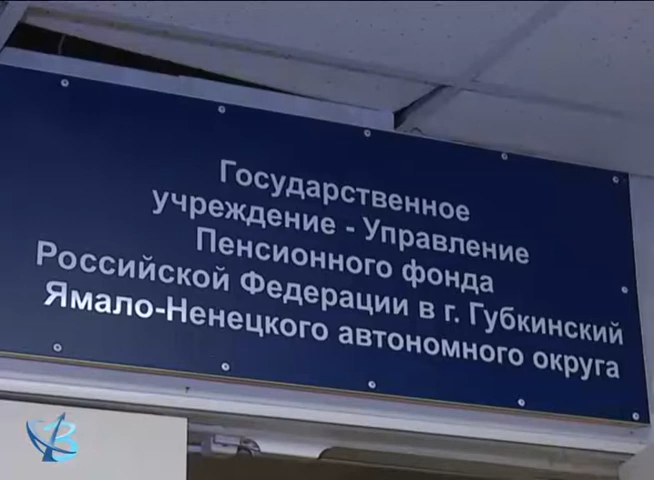 Государственное
учреждение - Управление
Пенсионного фонда
Российской Федерации в г. Губкинский
Ямало-Ненецкого автономного округа